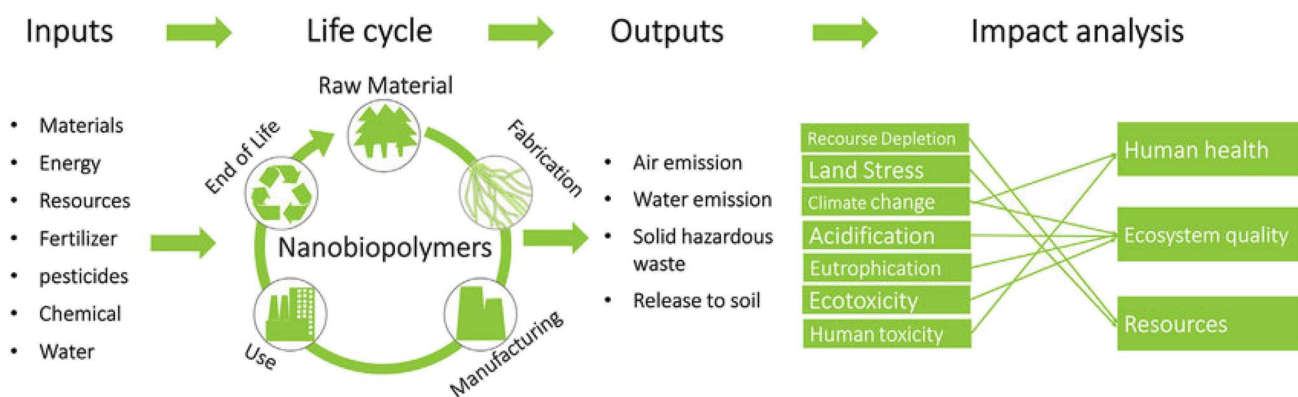 Inputs
Life cycle
Outputs
Impact analysis
• Materials
• Energy
• Resources
• Fertilizer
• pesticides
• Chemical
• Water
Raw Material
Fabrication
Manufacturing
Use
End of Life
Nanobiopolymers
• Air emission
• Water emission
• Solid hazardous
waste
• Release to soil
Recourse Depletion
Land Stress
Climate change
Acidification
Eutrophication
Ecotoxicity
Human toxicity
Human health
Ecosystem quality
Resources